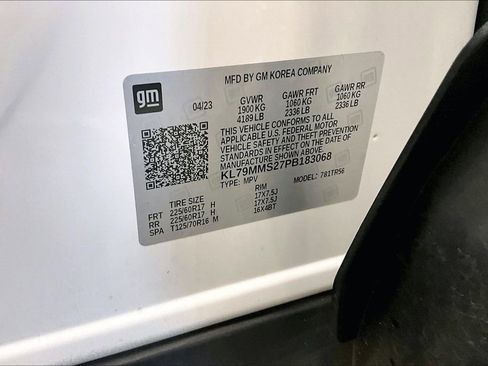 MFD BY GM KOREA COMPANY
gm
04/23
GVWR GAWR FRT GAWR RR
1900 KG 1060 KG 1060 KG
4189 LB 2336 LB 2336 LB
THIS VEHICLE CONFORMS TO ALL
APPLICABLE U.S. FEDERAL MOTOR
VEHICLE SAFETY AND THEFT PREVENTION
STANDARDS IN EFFECT ON THE DATE OF
MANUFACTURE SHOWN ABOVE.
KL79MMS27PB183068
TYPE: MPV MODEL: 781TR56
TIRE SIZE RIM
FRT 225/60R17 H 17X7.5J
RR 225/60R17 H 17X7.5J
SPA T125/70R16 M 16X4BT